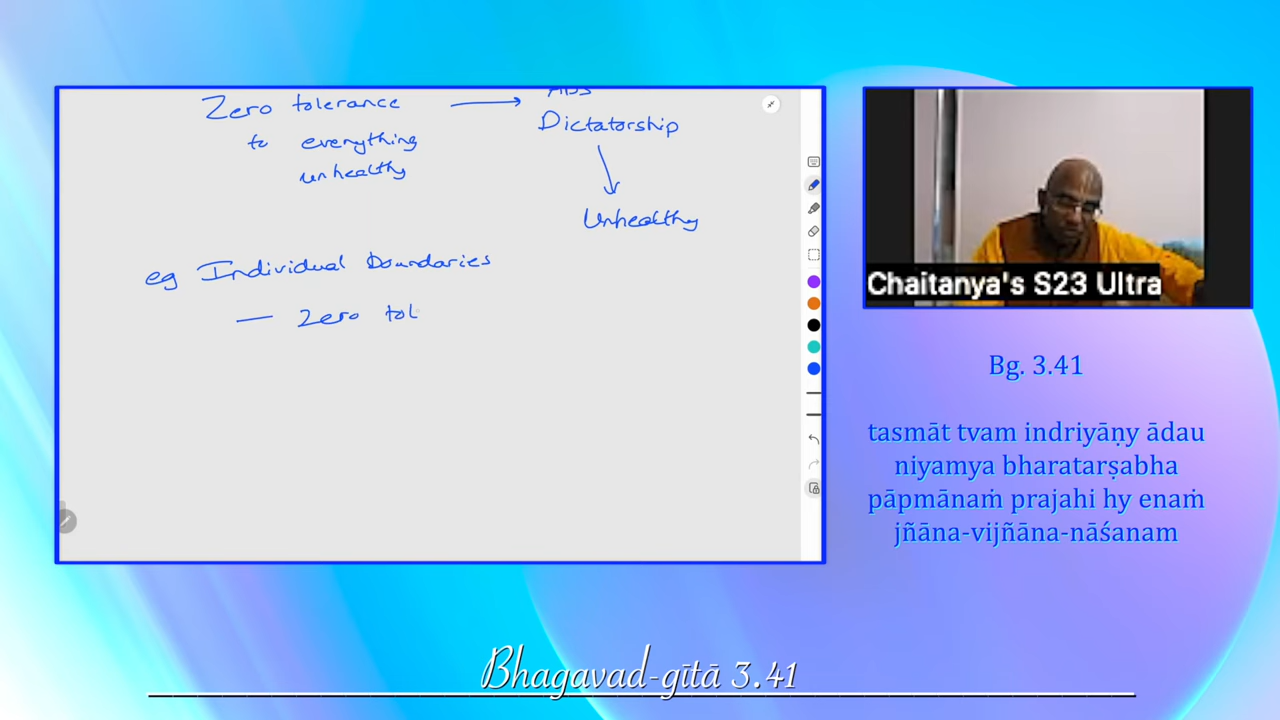 Zero tolerance
to everything
unhealthy
Dictatorship
Unhealthy
eg Individual Boundaries
— Zero tol
Chaitanya's S23 Ultra
Bg. 3.41
tasmāt tvam indriyāṇy ādau
niyamya bharatarṣabha
pāpmānaṁ prajahi hy enaṁ
jñāna-vijñāna-nāśanam
Bhagavad-gītā 3.41